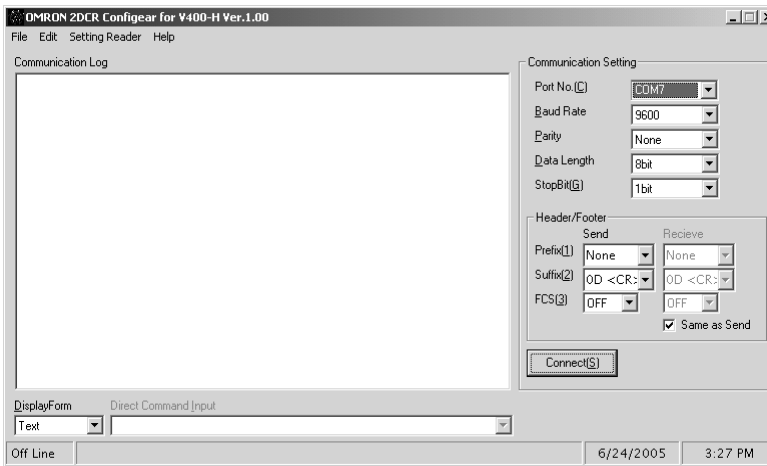 OMRON 2DCR Configear for V400-H Ver.1.00
File Edit Setting Reader Help
Communication Log
Communication Setting
Port No.(C) COM7
Baud Rate 9600
Parity None
Data Length 8bit
StopBit(G) 1bit
Header/Footer
Send Recieve
Prefix(1) None None
Suffix(2) 0D <CR> 0D <CR>
FCS(3) OFF OFF
Same as Send
Connect(S)
DisplayForm Direct Command Input
Text
Off Line 6/24/2005 3:27 PM